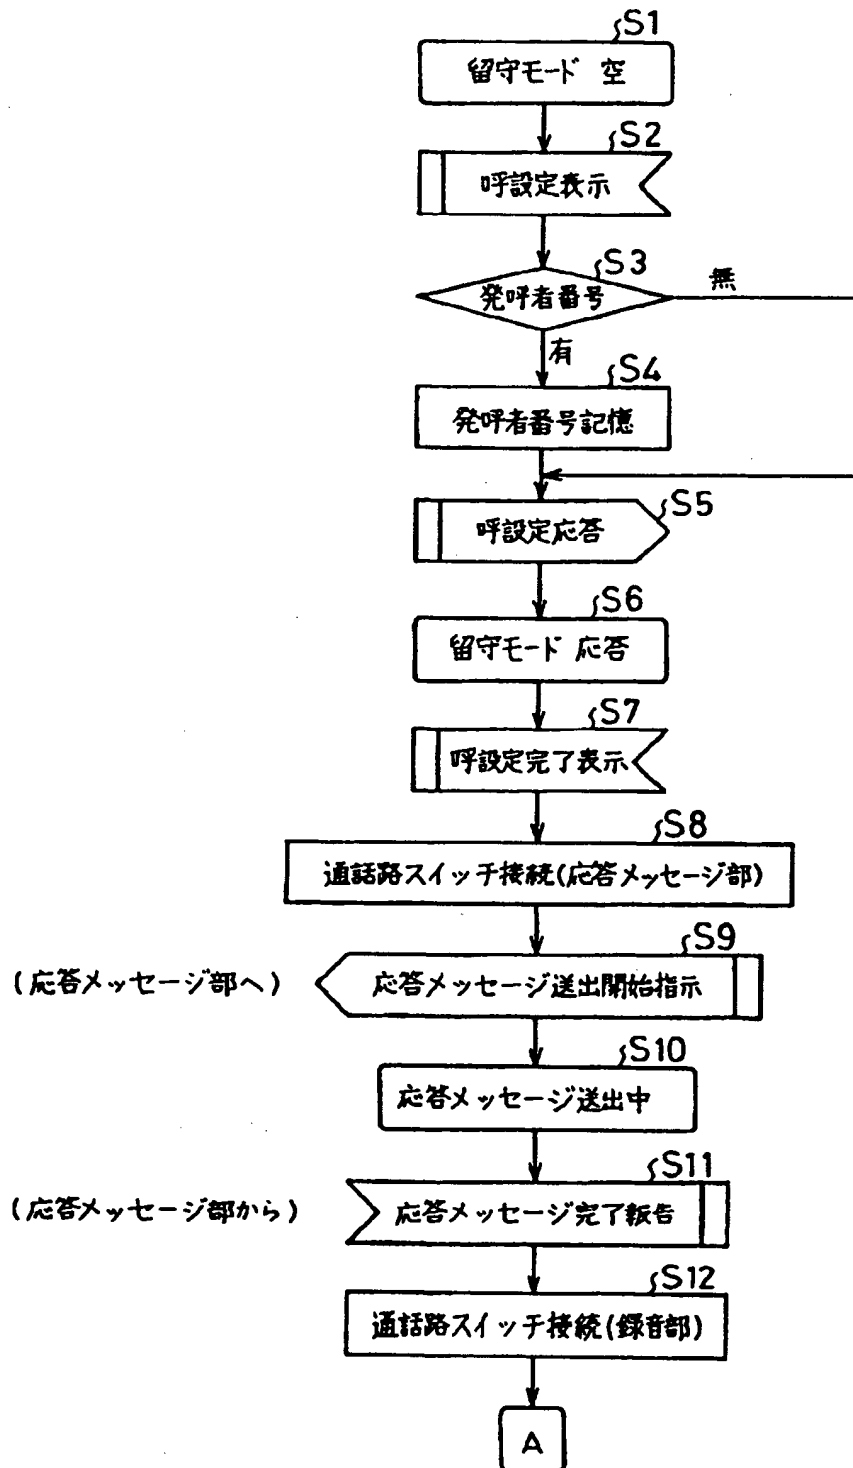 S1
留守モード 空
S2
呼設定表示
S3
発呼者番号
無
有
S4
発呼者番号記憶
S5
呼設定応答
S6
留守モード 応答
S7
呼設定完了表示
S8
通話路スイッチ接続(応答メッセージ部)
S9
(応答メッセージ部へ)
応答メッセージ送出開始指示
S10
応答メッセージ送出中
S11
(応答メッセージ部から)
応答メッセージ完了報告
S12
通話路スイッチ接続(録音部)
A